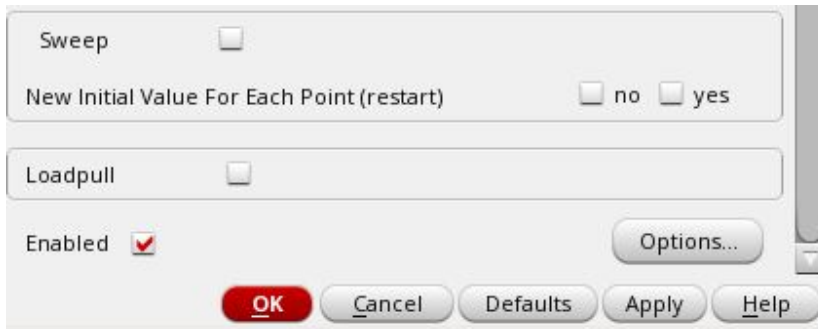 Sweep
New Initial Value For Each Point (restart) no yes
Loadpull
Enabled Options...
OK Cancel Defaults Apply Help